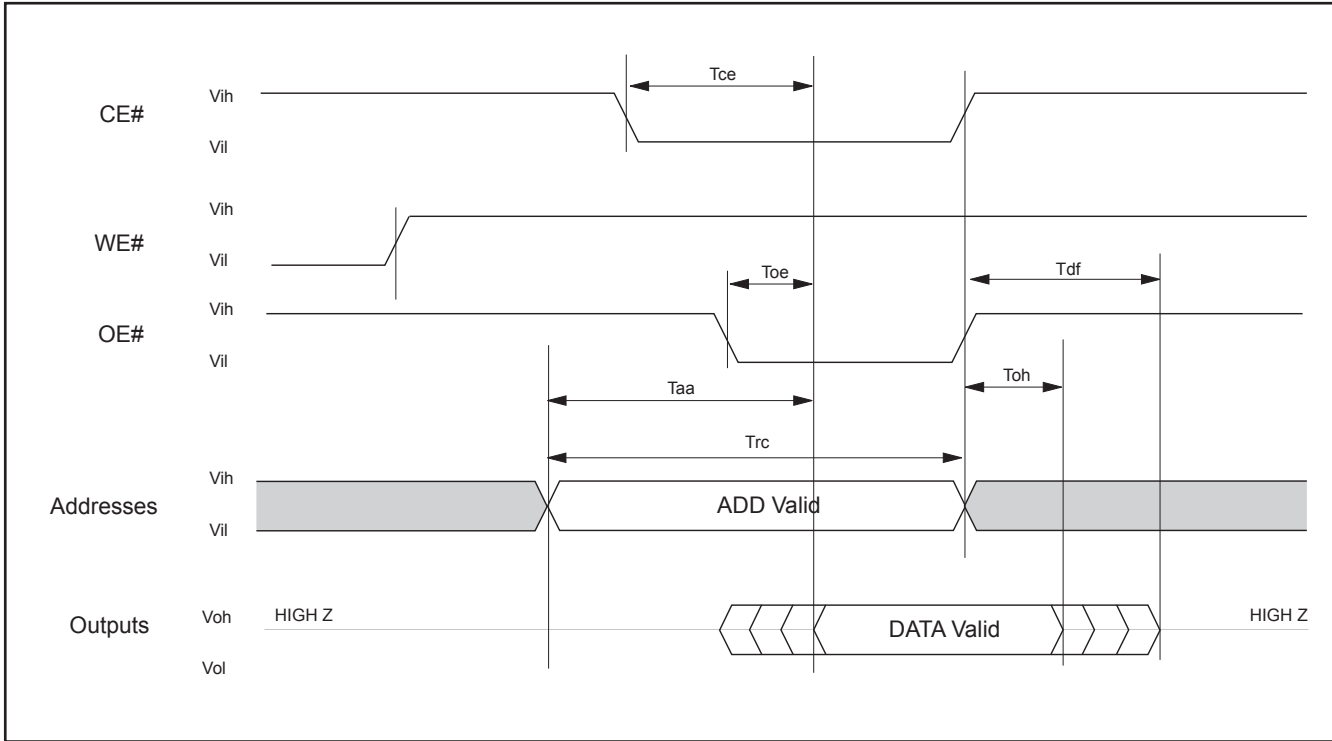 Tce
Vih
CE#
Vil
Vih
WE#
Vil
Toe
Tdf
Vih
OE#
Vil
Taa
Toh
Trc
Vih
Addresses
ADD Valid
Vil
Voh
HIGH Z
HIGH Z
Outputs
DATA Valid
Vol